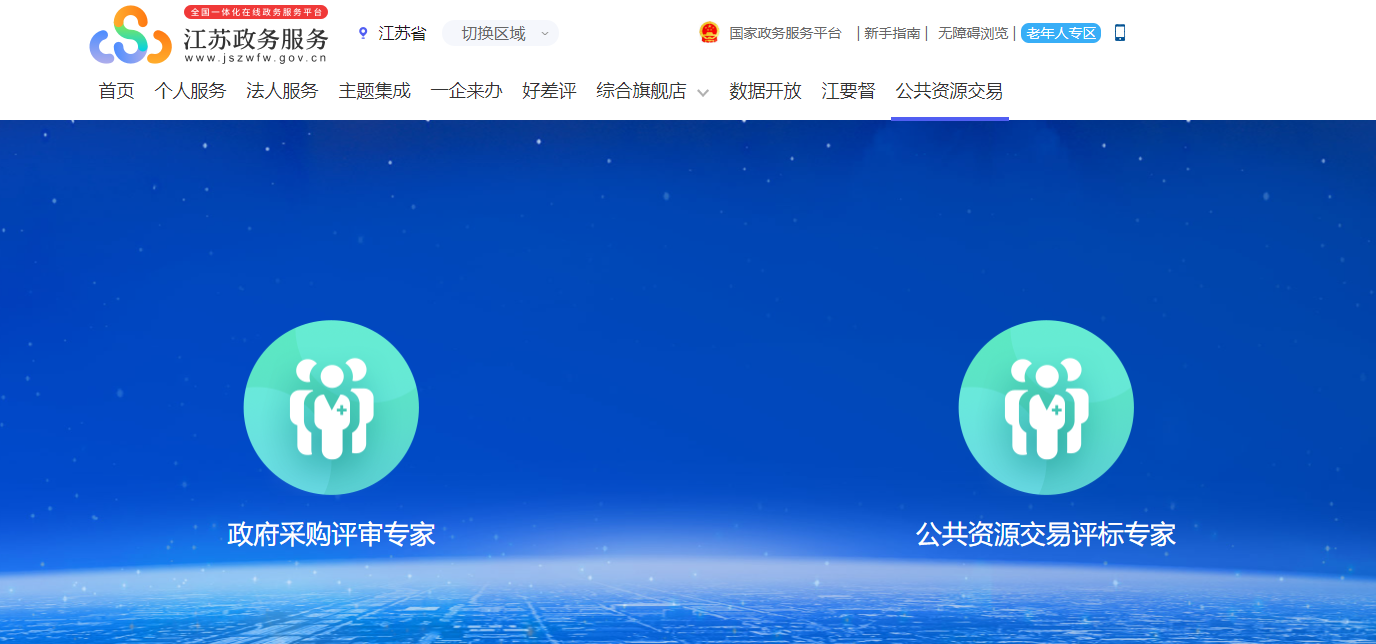 全国一体化在线政务服务平台
江苏政务服务
www.jszwfw.gov.cn
江苏省 切换区域
国家政务服务平台 | 新手指南 | 无障碍浏览 | 老年人专区
首页 个人服务 法人服务 主题集成 一企来办 好差评 综合旗舰店 数据开放 江要督 公共资源交易
政府采购评审专家
公共资源交易评标专家